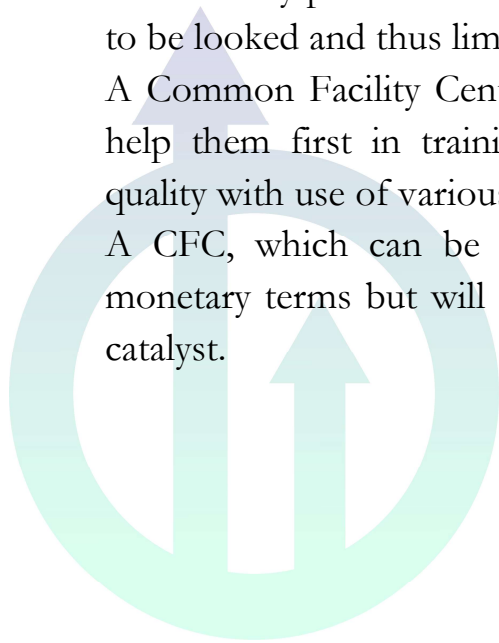 to be looked and thus lim
A Common Facility Cen
help them first in traini
quality with use of various
A CFC, which can be
monetary terms but will
catalyst.